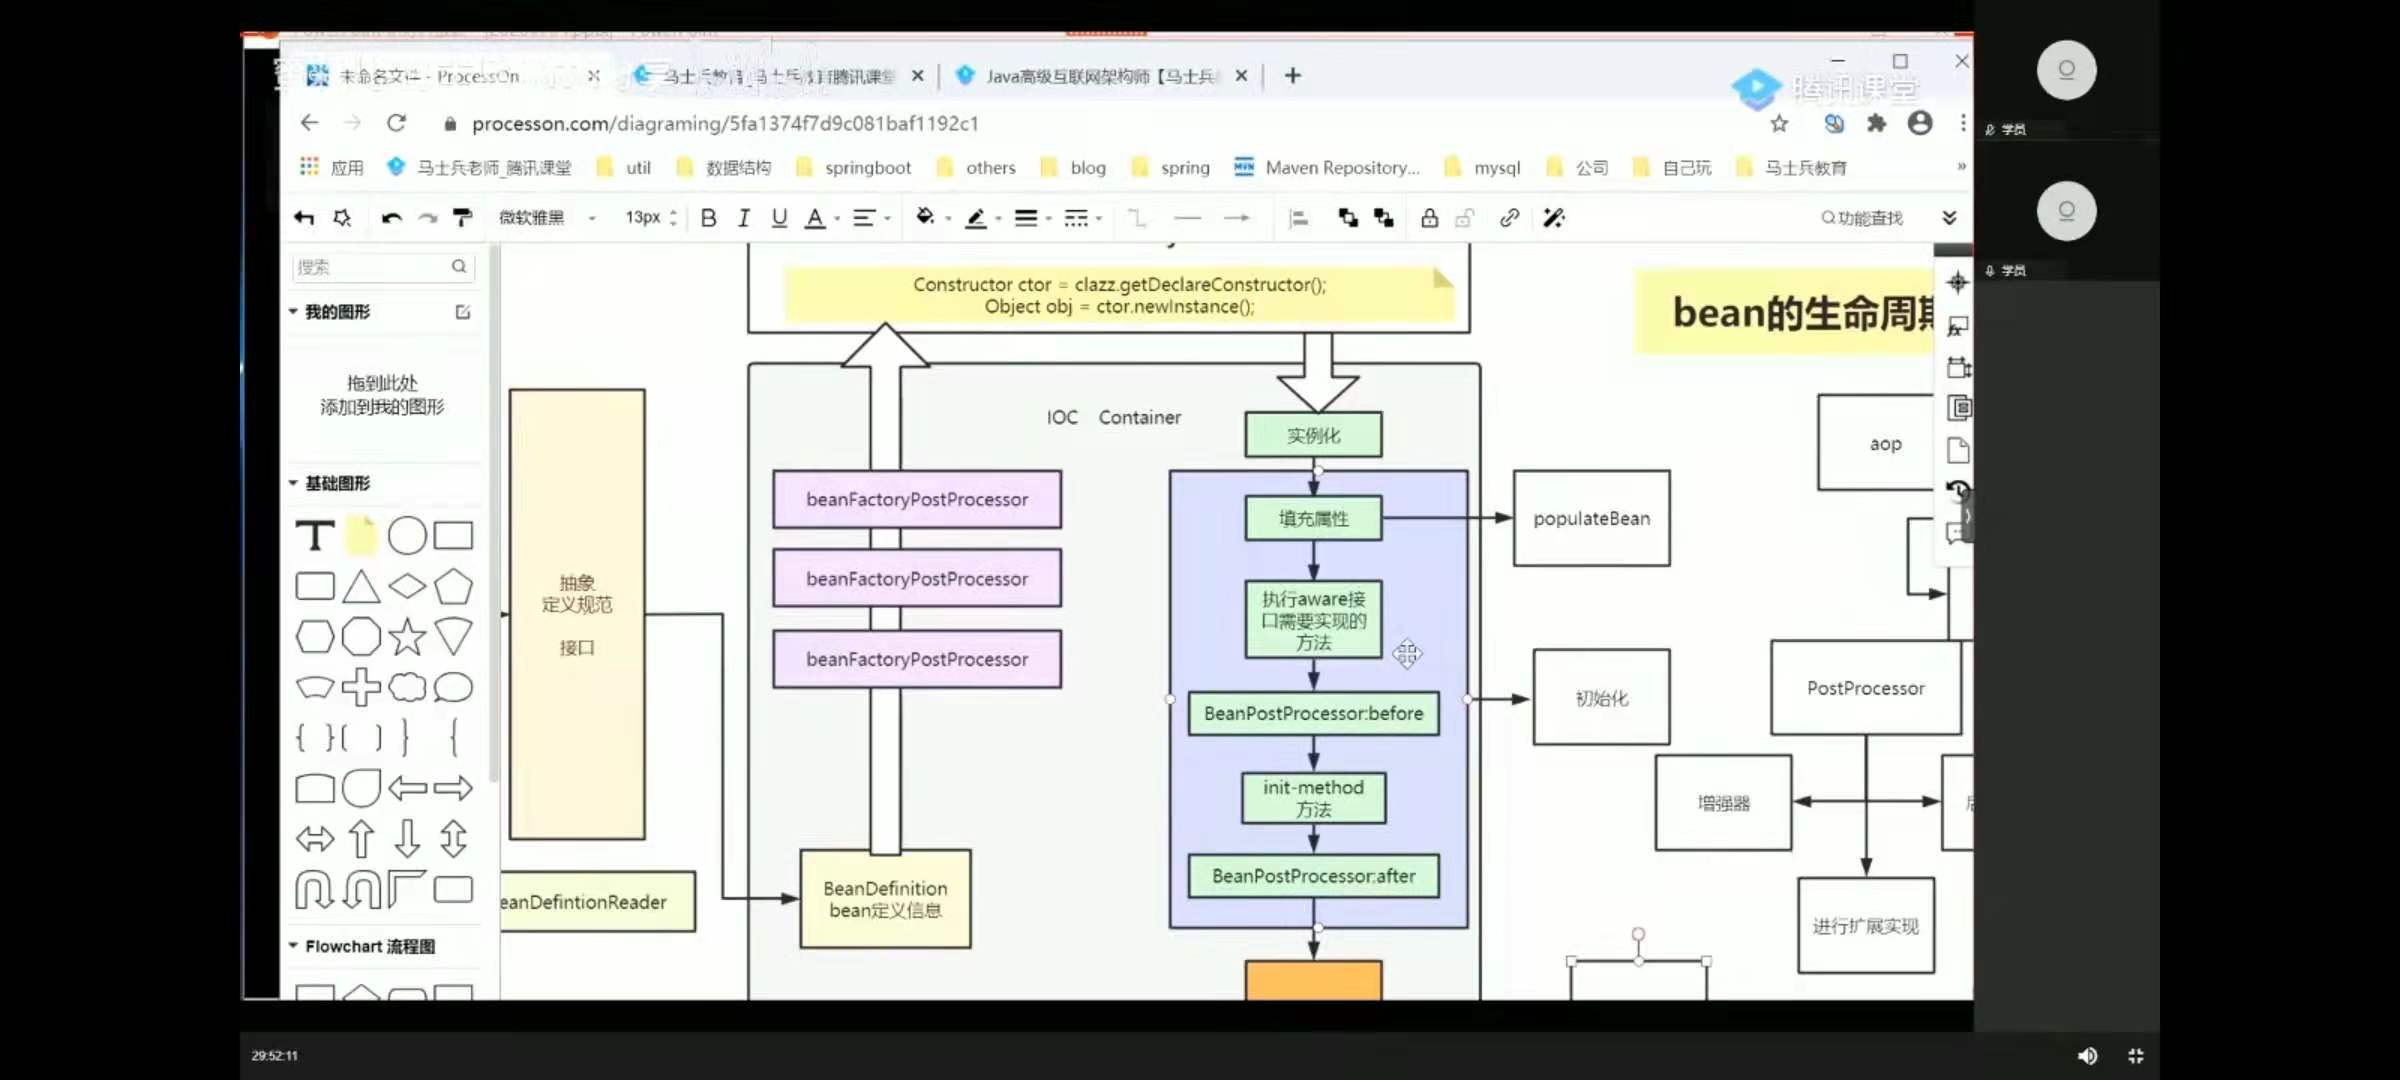 未命名文件 - ProcessOn
马士兵教育_马士兵教育腾讯课堂
Java高级互联网架构师【马士兵
腾讯课堂
processon.com/diagraming/5fa1374f7d9c081baf1192c1
应用
马士兵老师_腾讯课堂
util
数据结构
springboot
others
blog
spring
Maven Repository...
mysql
公司
自己玩
马士兵教育
微软雅黑
13px
功能查找
搜索
我的图形
拖到此处
添加到我的图形
基础图形
Flowchart 流程图
Constructor ctor = clazz.getDeclareConstructor();
Object obj = ctor.newInstance();
bean的生命周期
IOC Container
抽象
定义规范
接口
eanDefintionReader
beanFactoryPostProcessor
beanFactoryPostProcessor
beanFactoryPostProcessor
BeanDefinition
bean定义信息
实例化
填充属性
执行aware接
口需要实现的
方法
BeanPostProcessor:before
init-method
方法
BeanPostProcessor:after
populateBean
初始化
aop
PostProcessor
增强器
进行扩展实现
学员
学员
29:52:11